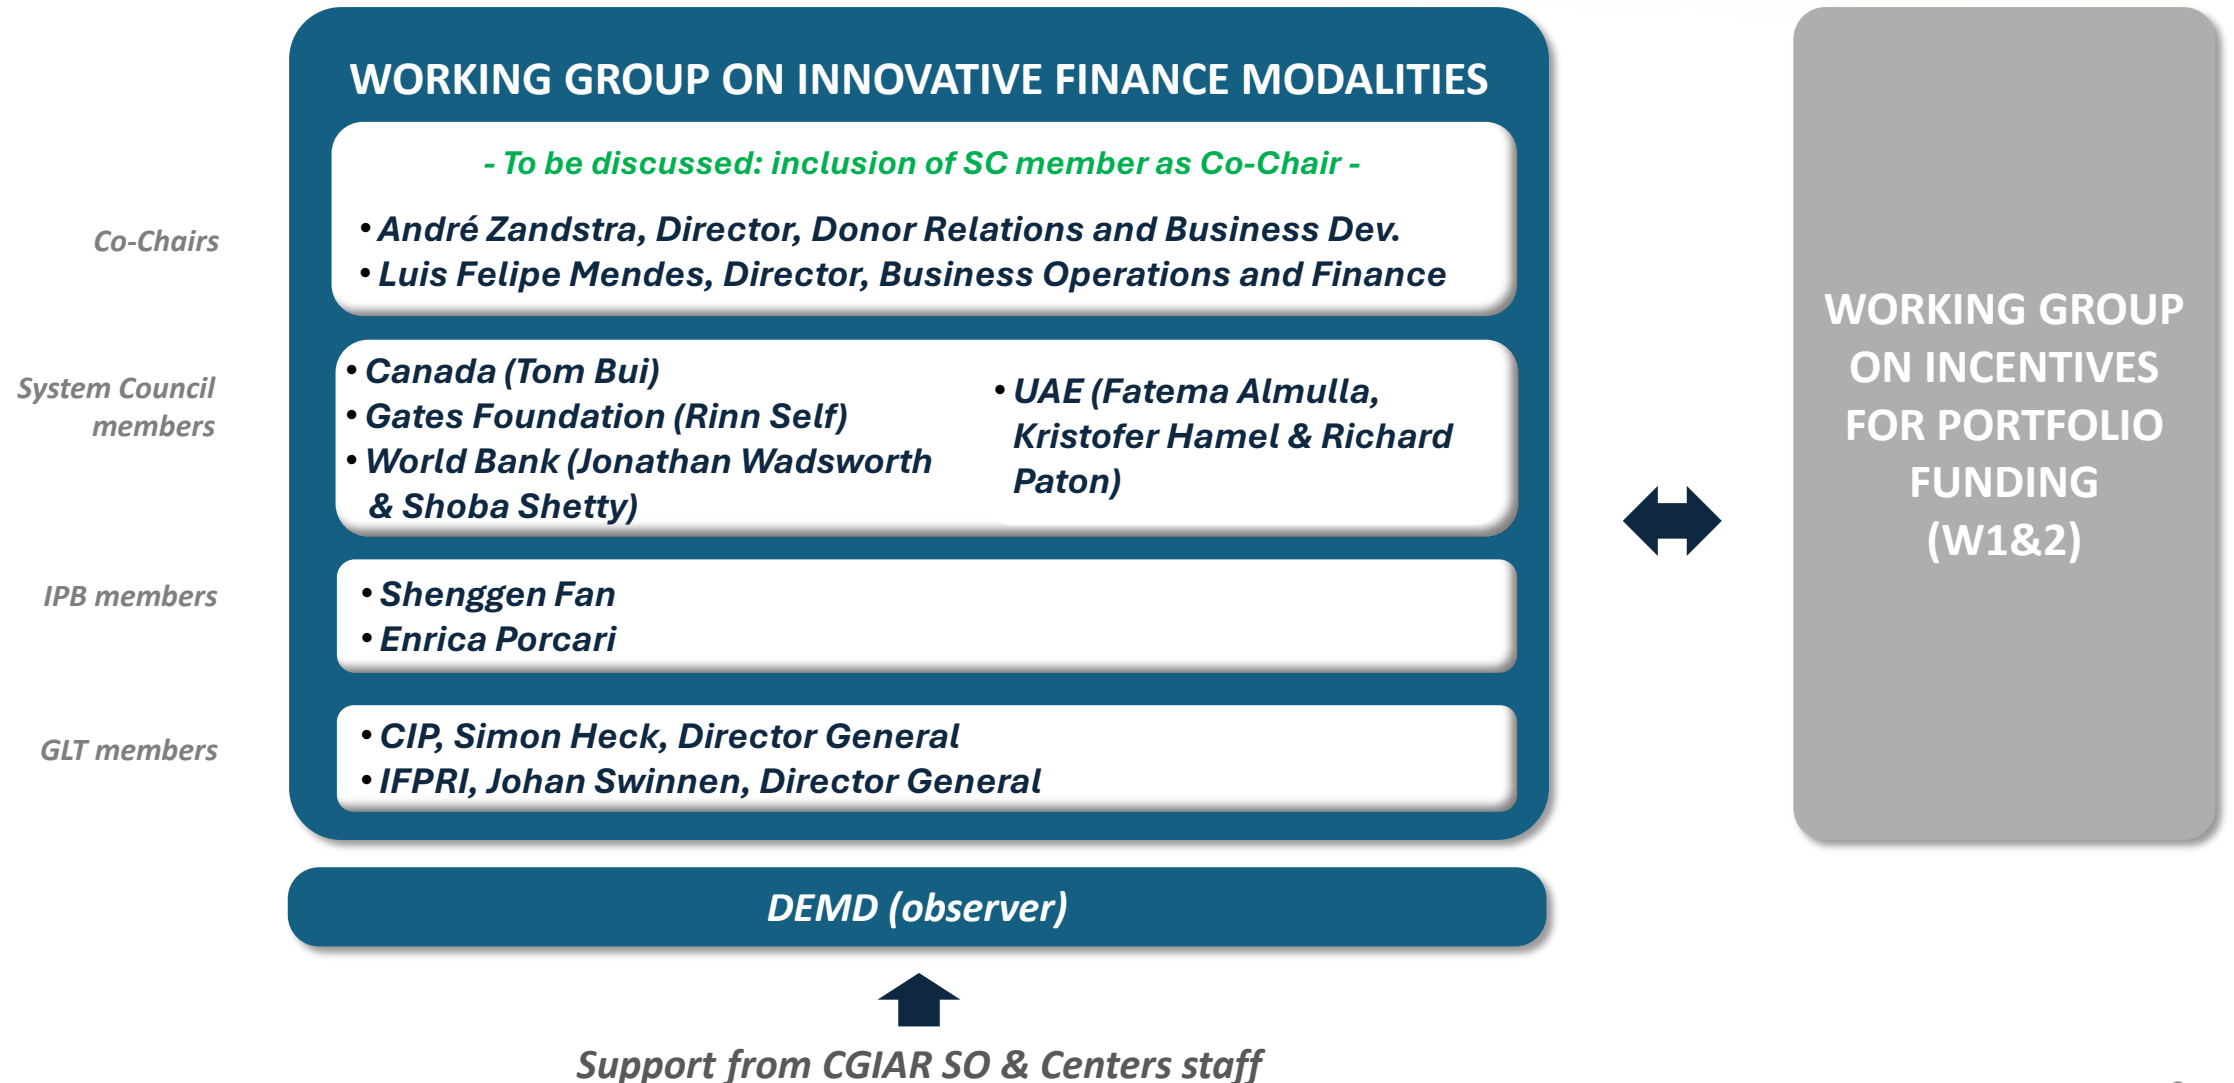 WORKING GROUP ON INNOVATIVE FINANCE MODALITIES
- To be discussed: inclusion of SC member as Co-Chair -
Co-Chairs
• André Zandstra, Director, Donor Relations and Business Dev.
• Luis Felipe Mendes, Director, Business Operations and Finance
System Council
members
• Canada (Tom Bui)
• Gates Foundation (Rinn Self)
• World Bank (Jonathan Wadsworth
& Shoba Shetty)
• UAE (Fatema Almulla,
Kristofer Hamel & Richard
Paton)
IPB members
• Shenggen Fan
• Enrica Porcari
GLT members
• CIP, Simon Heck, Director General
• IFPRI, Johan Swinnen, Director General
DEMD (observer)
Support from CGIAR SO & Centers staff
WORKING GROUP
ON INCENTIVES
FOR PORTFOLIO
FUNDING
(W1&2)